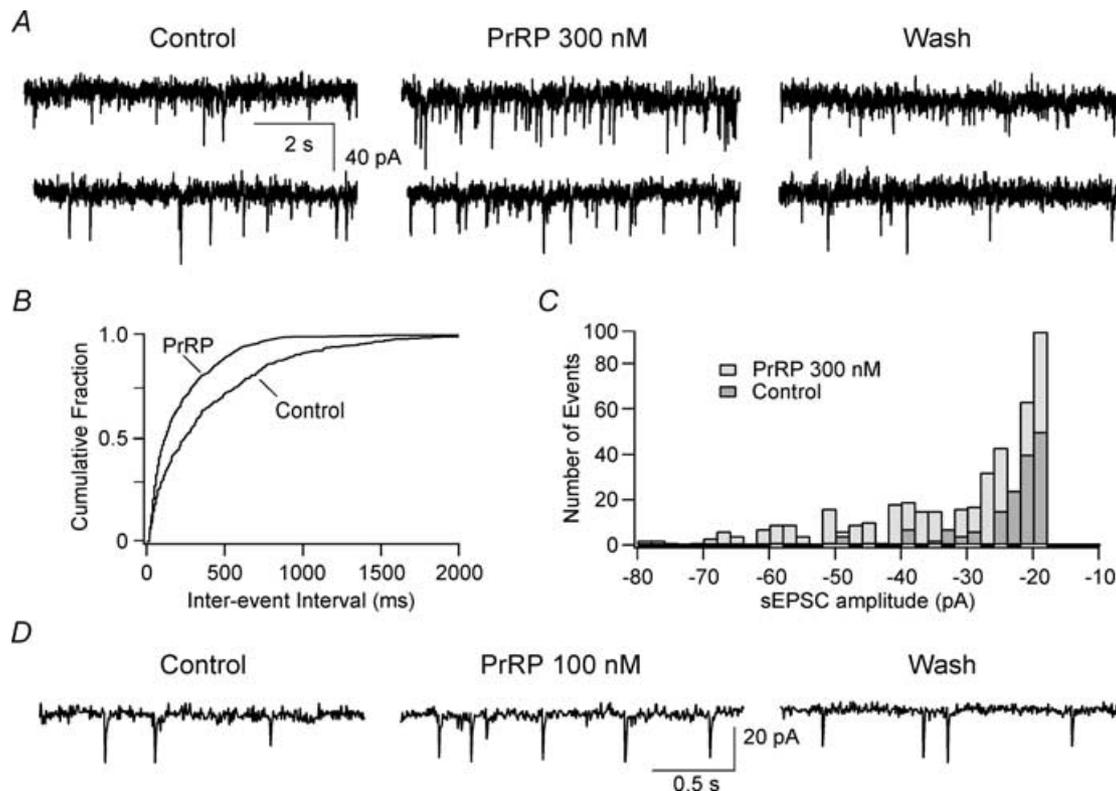 A
Control
PrRP 300 nM
Wash
2 s
40 pA
B
Cumulative Fraction
1.0
0.5
0
PrRP
Control
0
500
1000
1500
2000
Inter-event Interval (ms)
C
Number of Events
100
80
60
40
20
0
PrRP 300 nM
Control
-80
-70
-60
-50
-40
-30
-20
-10
sEPSC amplitude (pA)
D
Control
PrRP 100 nM
Wash
20 pA
0.5 s